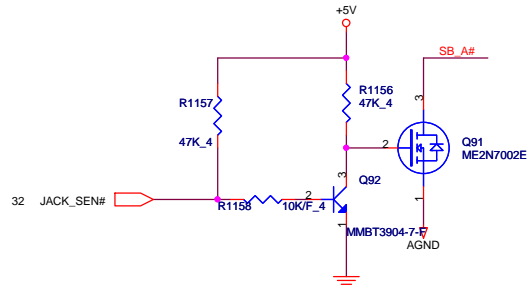 +5V
SB_A#
R1157
47K_4
R1156
47K_4
3
3
2
Q91
ME2N7002E
1
AGND
3
Q92
32 JACK_SEN#
R1158
10K/F_4
2
MMBT3904-7-F
1